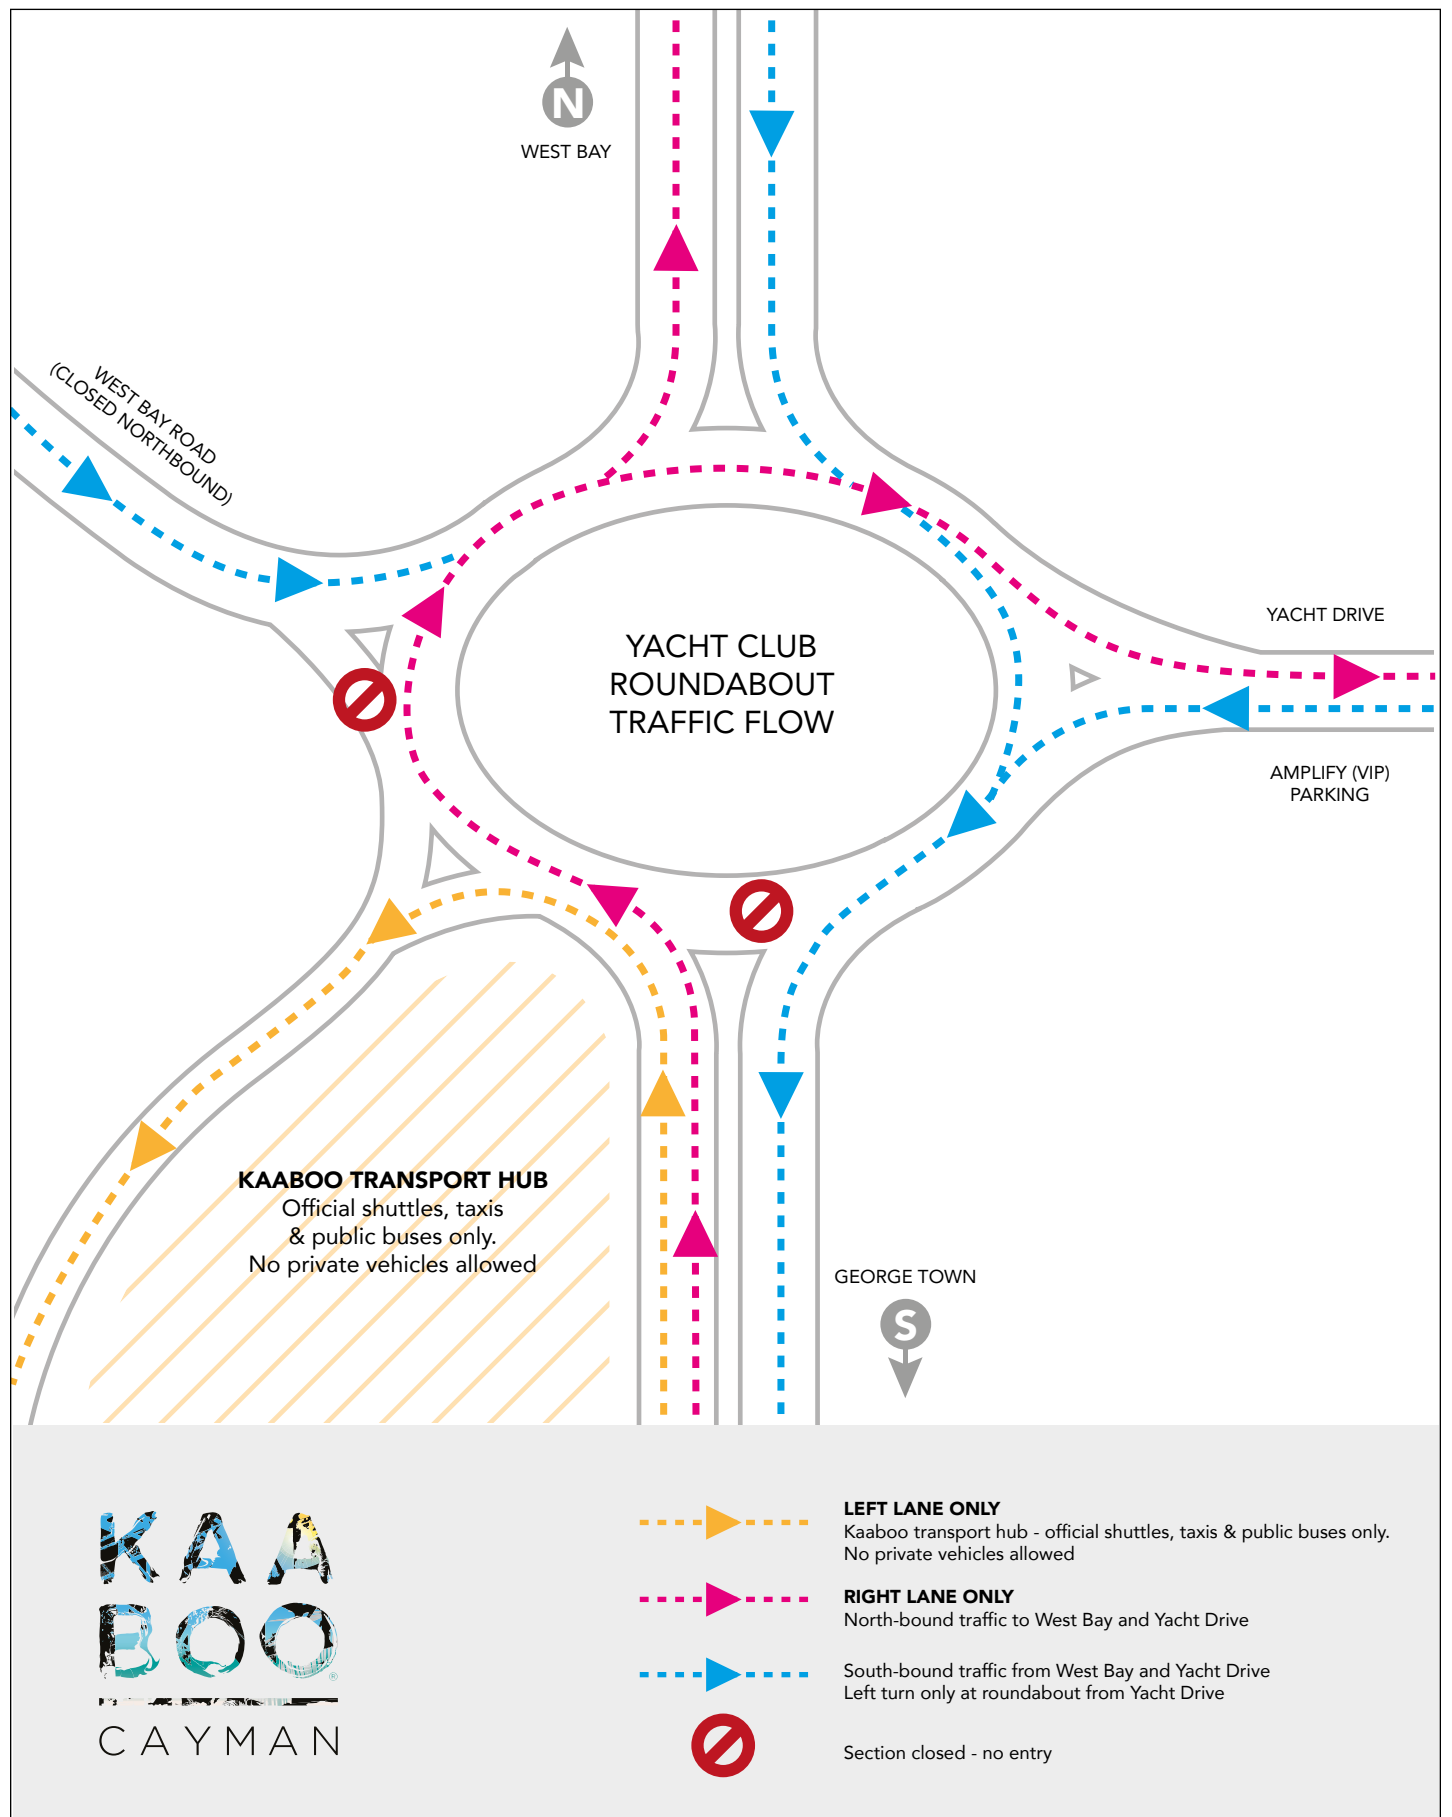 N
WEST BAY
WEST BAY ROAD
(CLOSED NORTHBOUND)
YACHT CLUB
ROUNDABOUT
TRAFFIC FLOW
YACHT DRIVE
AMPLIFY (VIP)
PARKING
KAABOO TRANSPORT HUB
Official shuttles, taxis
& public buses only.
No private vehicles allowed
GEORGE TOWN
S
KAA
BOO®
CAYMAN
LEFT LANE ONLY
Kaaboo transport hub - official shuttles, taxis & public buses only.
No private vehicles allowed
RIGHT LANE ONLY
North-bound traffic to West Bay and Yacht Drive
South-bound traffic from West Bay and Yacht Drive
Left turn only at roundabout from Yacht Drive
Section closed - no entry